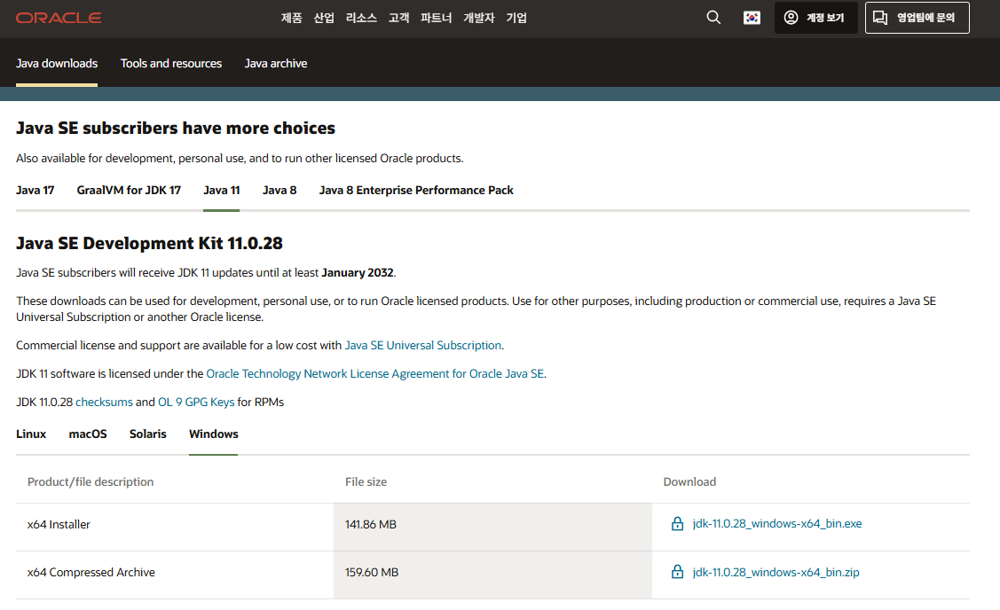 ORACLE 제품 산업 리소스 고객 파트너 개발자 기업 계정 보기 영업팀에 문의
Java downloads Tools and resources Java archive
Java SE subscribers have more choices
Also available for development, personal use, and to run other licensed Oracle products.
Java 17 GraalVM for JDK 17 Java 11 Java 8 Java 8 Enterprise Performance Pack
Java SE Development Kit 11.0.28
Java SE subscribers will receive JDK 11 updates until at least January 2032.
These downloads can be used for development, personal use, or to run Oracle licensed products. Use for other purposes, including production or commercial use, requires a Java SE
Universal Subscription or another Oracle license.
Commercial license and support are available for a low cost with Java SE Universal Subscription.
JDK 11 software is licensed under the Oracle Technology Network License Agreement for Oracle Java SE.
JDK 11.0.28 checksums and OL 9 GPG Keys for RPMs
Linux macOS Solaris Windows
Product/file description File size Download
x64 Installer 141.86 MB jdk-11.0.28_windows-x64_bin.exe
x64 Compressed Archive 159.60 MB jdk-11.0.28_windows-x64_bin.zip